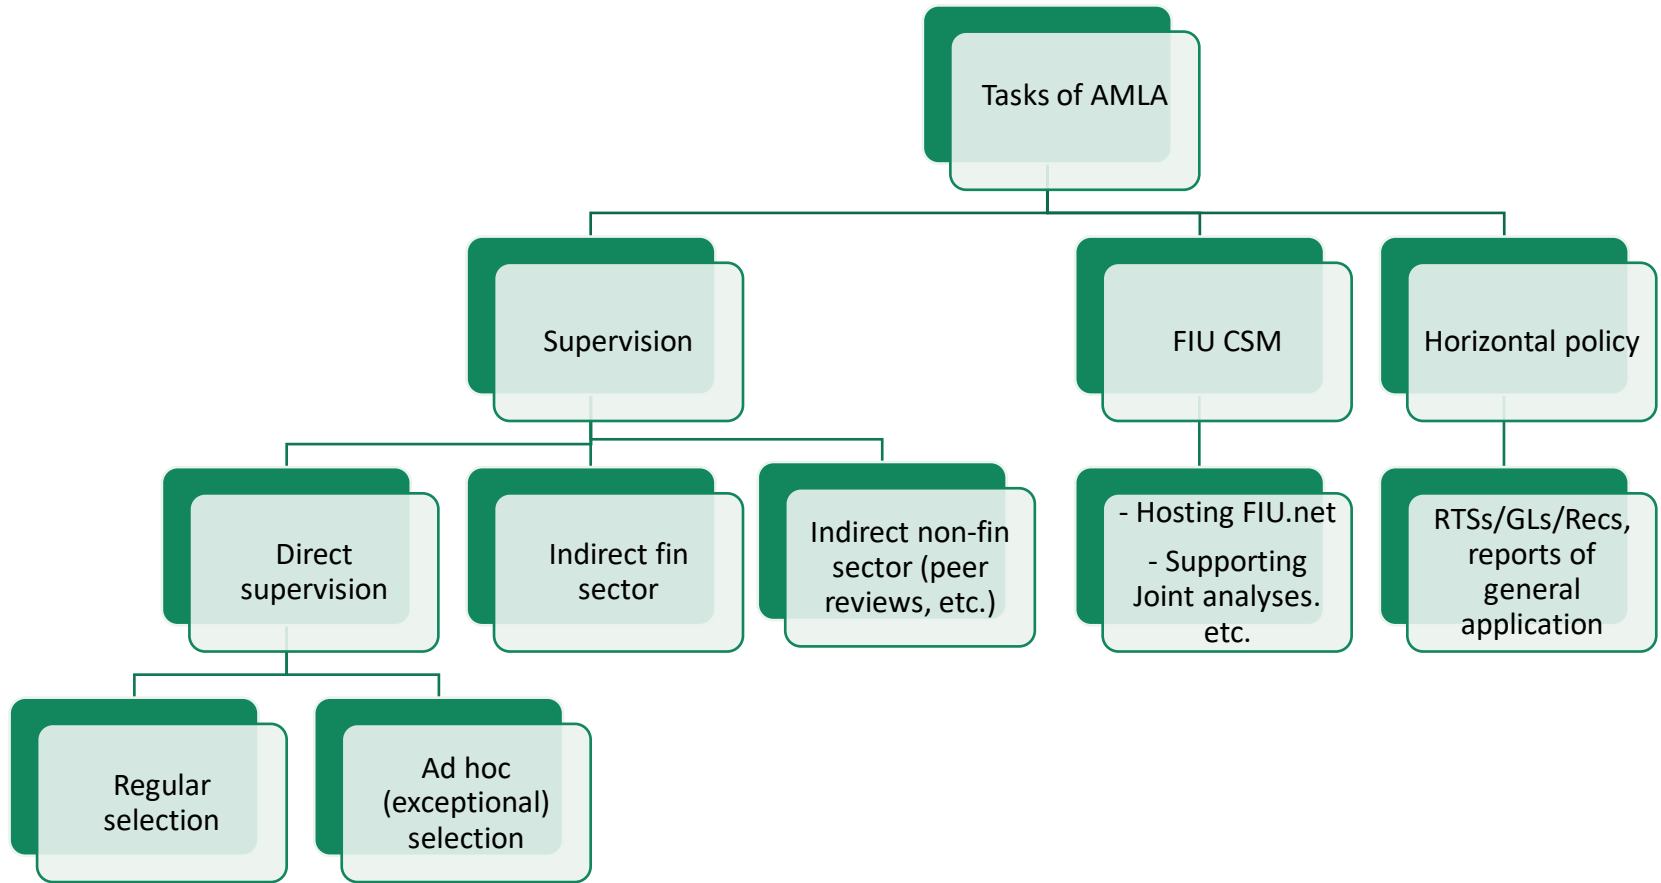 Tasks of AMLA
Supervision
FIU CSM
Horizontal policy
Direct
supervision
Indirect fin
sector
Indirect non-fin
sector (peer
reviews, etc.)
- Hosting FIU.net
- Supporting
Joint analyses.
etc.
RTSs/GLs/Recs,
reports of
general
application
Regular
selection
Ad hoc
(exceptional)
selection